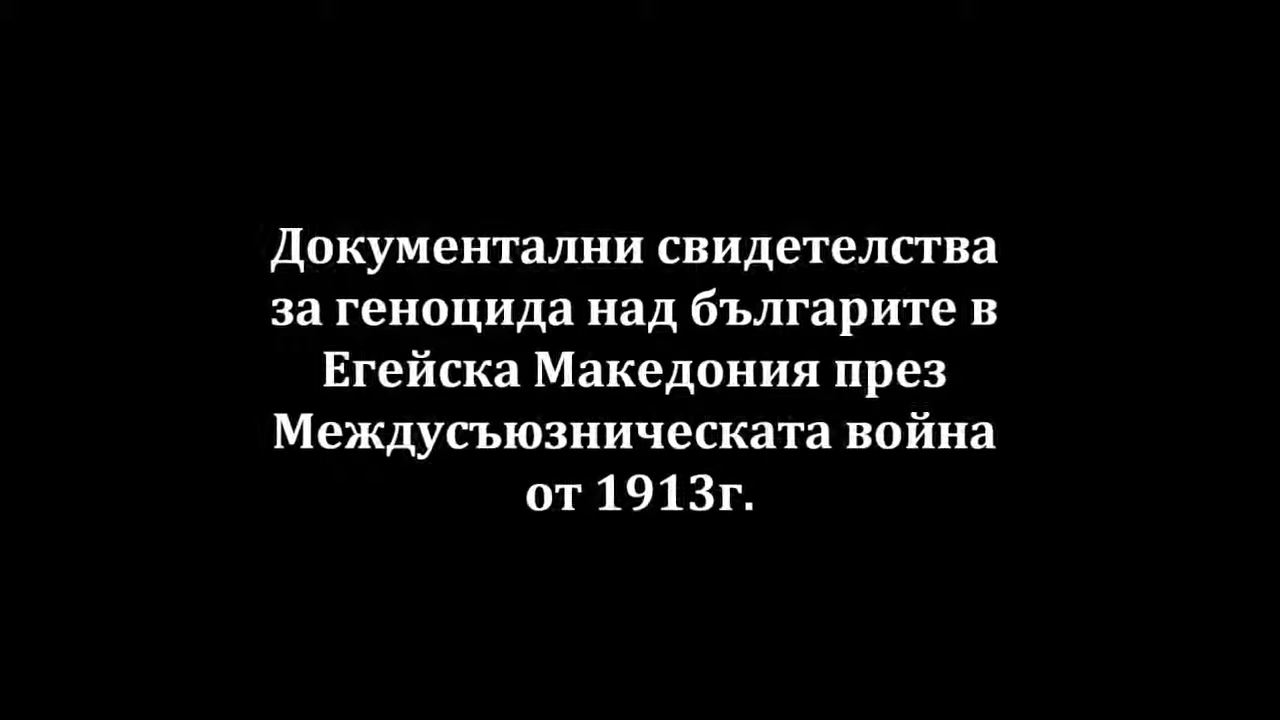 Документални свидетелства
за геноцида над българите в
Егейска Македония през
Междусъюзническата война
от 1913г.